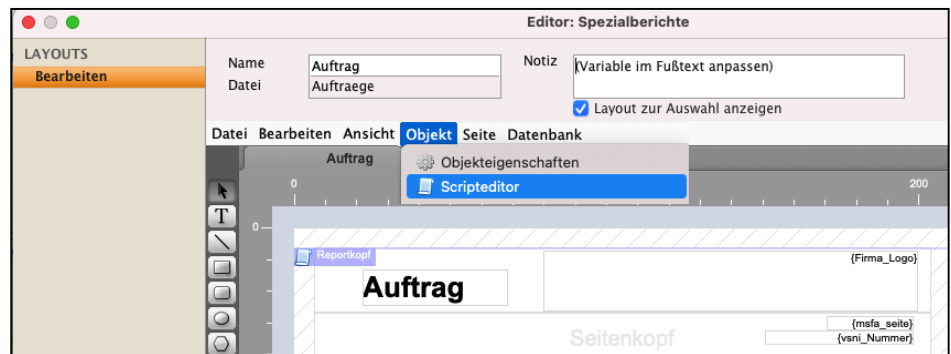 Editor: Spezialberichte
LAYOUTS
Bearbeiten
Name Auftrag
Datei Auftraege
Notiz (Variable im Fußtext anpassen)
Layout zur Auswahl anzeigen
Datei Bearbeiten Ansicht Objekt Seite Datenbank
Auftrag
Objekteigenschaften
Scripteditor
0 200
T
0
Reportkopf
{Firma_Logo}
Auftrag
{msfa_seite}
Seitenkopf
{vsni_Nummer}